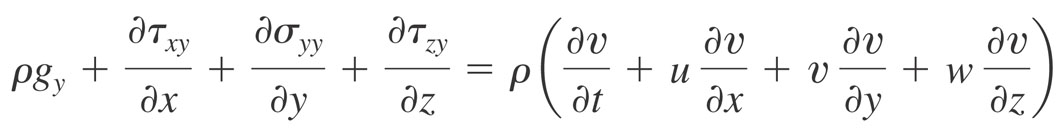 ρg_y + ∂τ_xy/∂x + ∂σ_yy/∂y + ∂τ_zy/∂z = ρ(∂v/∂t + u ∂v/∂x + v ∂v/∂y + w ∂v/∂z)